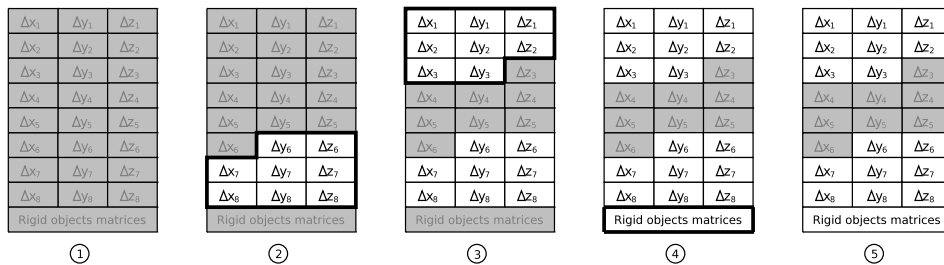 Δx₁ Δy₁ Δz₁ Δx₁ Δy₁ Δz₁ Δx₁ Δy₁ Δz₁ Δx₁ Δy₁ Δz₁ Δx₁ Δy₁ Δz₁
Δx₂ Δy₂ Δz₂ Δx₂ Δy₂ Δz₂ Δx₂ Δy₂ Δz₂ Δx₂ Δy₂ Δz₂ Δx₂ Δy₂ Δz₂
Δx₃ Δy₃ Δz₃ Δx₃ Δy₃ Δz₃ Δx₃ Δy₃ Δz₃ Δx₃ Δy₃ Δz₃ Δx₃ Δy₃ Δz₃
Δx₄ Δy₄ Δz₄ Δx₄ Δy₄ Δz₄ Δx₄ Δy₄ Δz₄ Δx₄ Δy₄ Δz₄ Δx₄ Δy₄ Δz₄
Δx₅ Δy₅ Δz₅ Δx₅ Δy₅ Δz₅ Δx₅ Δy₅ Δz₅ Δx₅ Δy₅ Δz₅ Δx₅ Δy₅ Δz₅
Δx₆ Δy₆ Δz₆ Δx₆ Δy₆ Δz₆ Δx₆ Δy₆ Δz₆ Δx₆ Δy₆ Δz₆ Δx₆ Δy₆ Δz₆
Δx₇ Δy₇ Δz₇ Δx₇ Δy₇ Δz₇ Δx₇ Δy₇ Δz₇ Δx₇ Δy₇ Δz₇ Δx₇ Δy₇ Δz₇
Δx₈ Δy₈ Δz₈ Δx₈ Δy₈ Δz₈ Δx₈ Δy₈ Δz₈ Δx₈ Δy₈ Δz₈ Δx₈ Δy₈ Δz₈
Rigid objects matrices Rigid objects matrices Rigid objects matrices Rigid objects matrices Rigid objects matrices
① ② ③ ④ ⑤